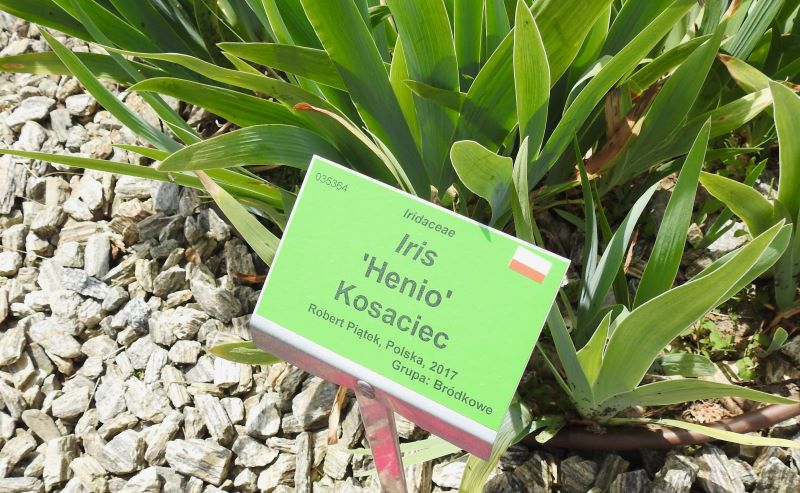 035364
Iridaceae
Iris
'Henio'
Kosaciec
Robert Piątek, Polska, 2017
Grupa: Bródkowe